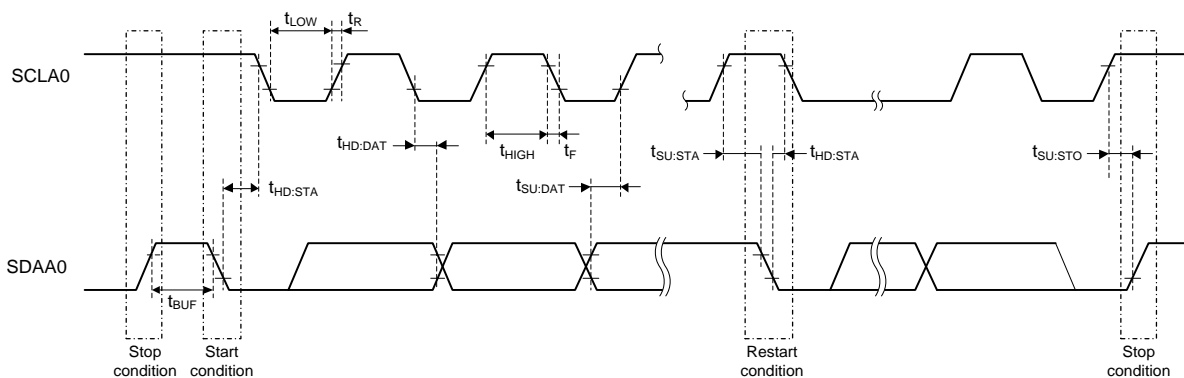 tLOW
tR
SCLA0
tHD:DAT
tHIGH
tF
tSU:STA
tHD:STA
tSU:STO
tHD:STA
tSU:DAT
SDAA0
tBUF
Stop
condition
Start
condition
Restart
condition
Stop
condition